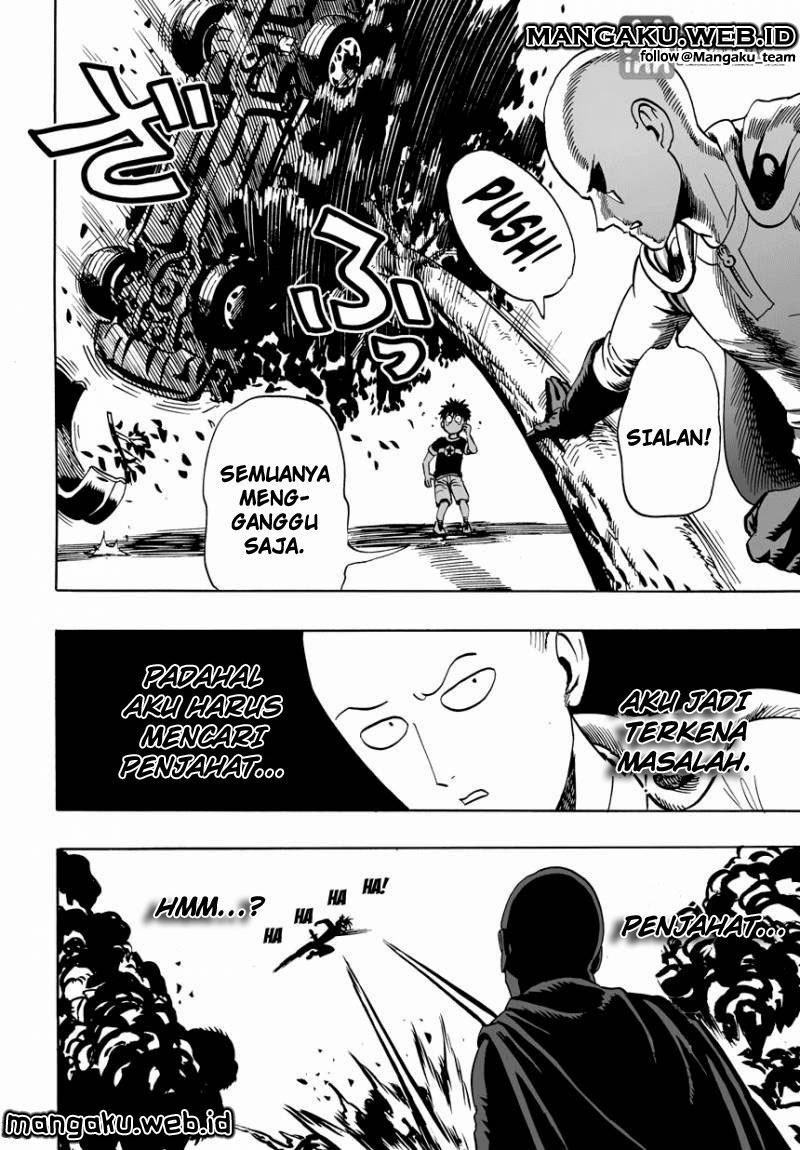 MANGAKU.WEB.ID
follow @Mangaku_team
ざ
ふっ
PUSH!
SIALAN!
SEMUANYA
MENG-
GANGGU
SAJA.
AKU JADI
TERKENA
MASALAH.
PADAHAL
AKU HARUS
MENCARI
PENJAHAT...
PENJAHAT...
HMM...?
HA HA HA HA!
mangaku.web.id